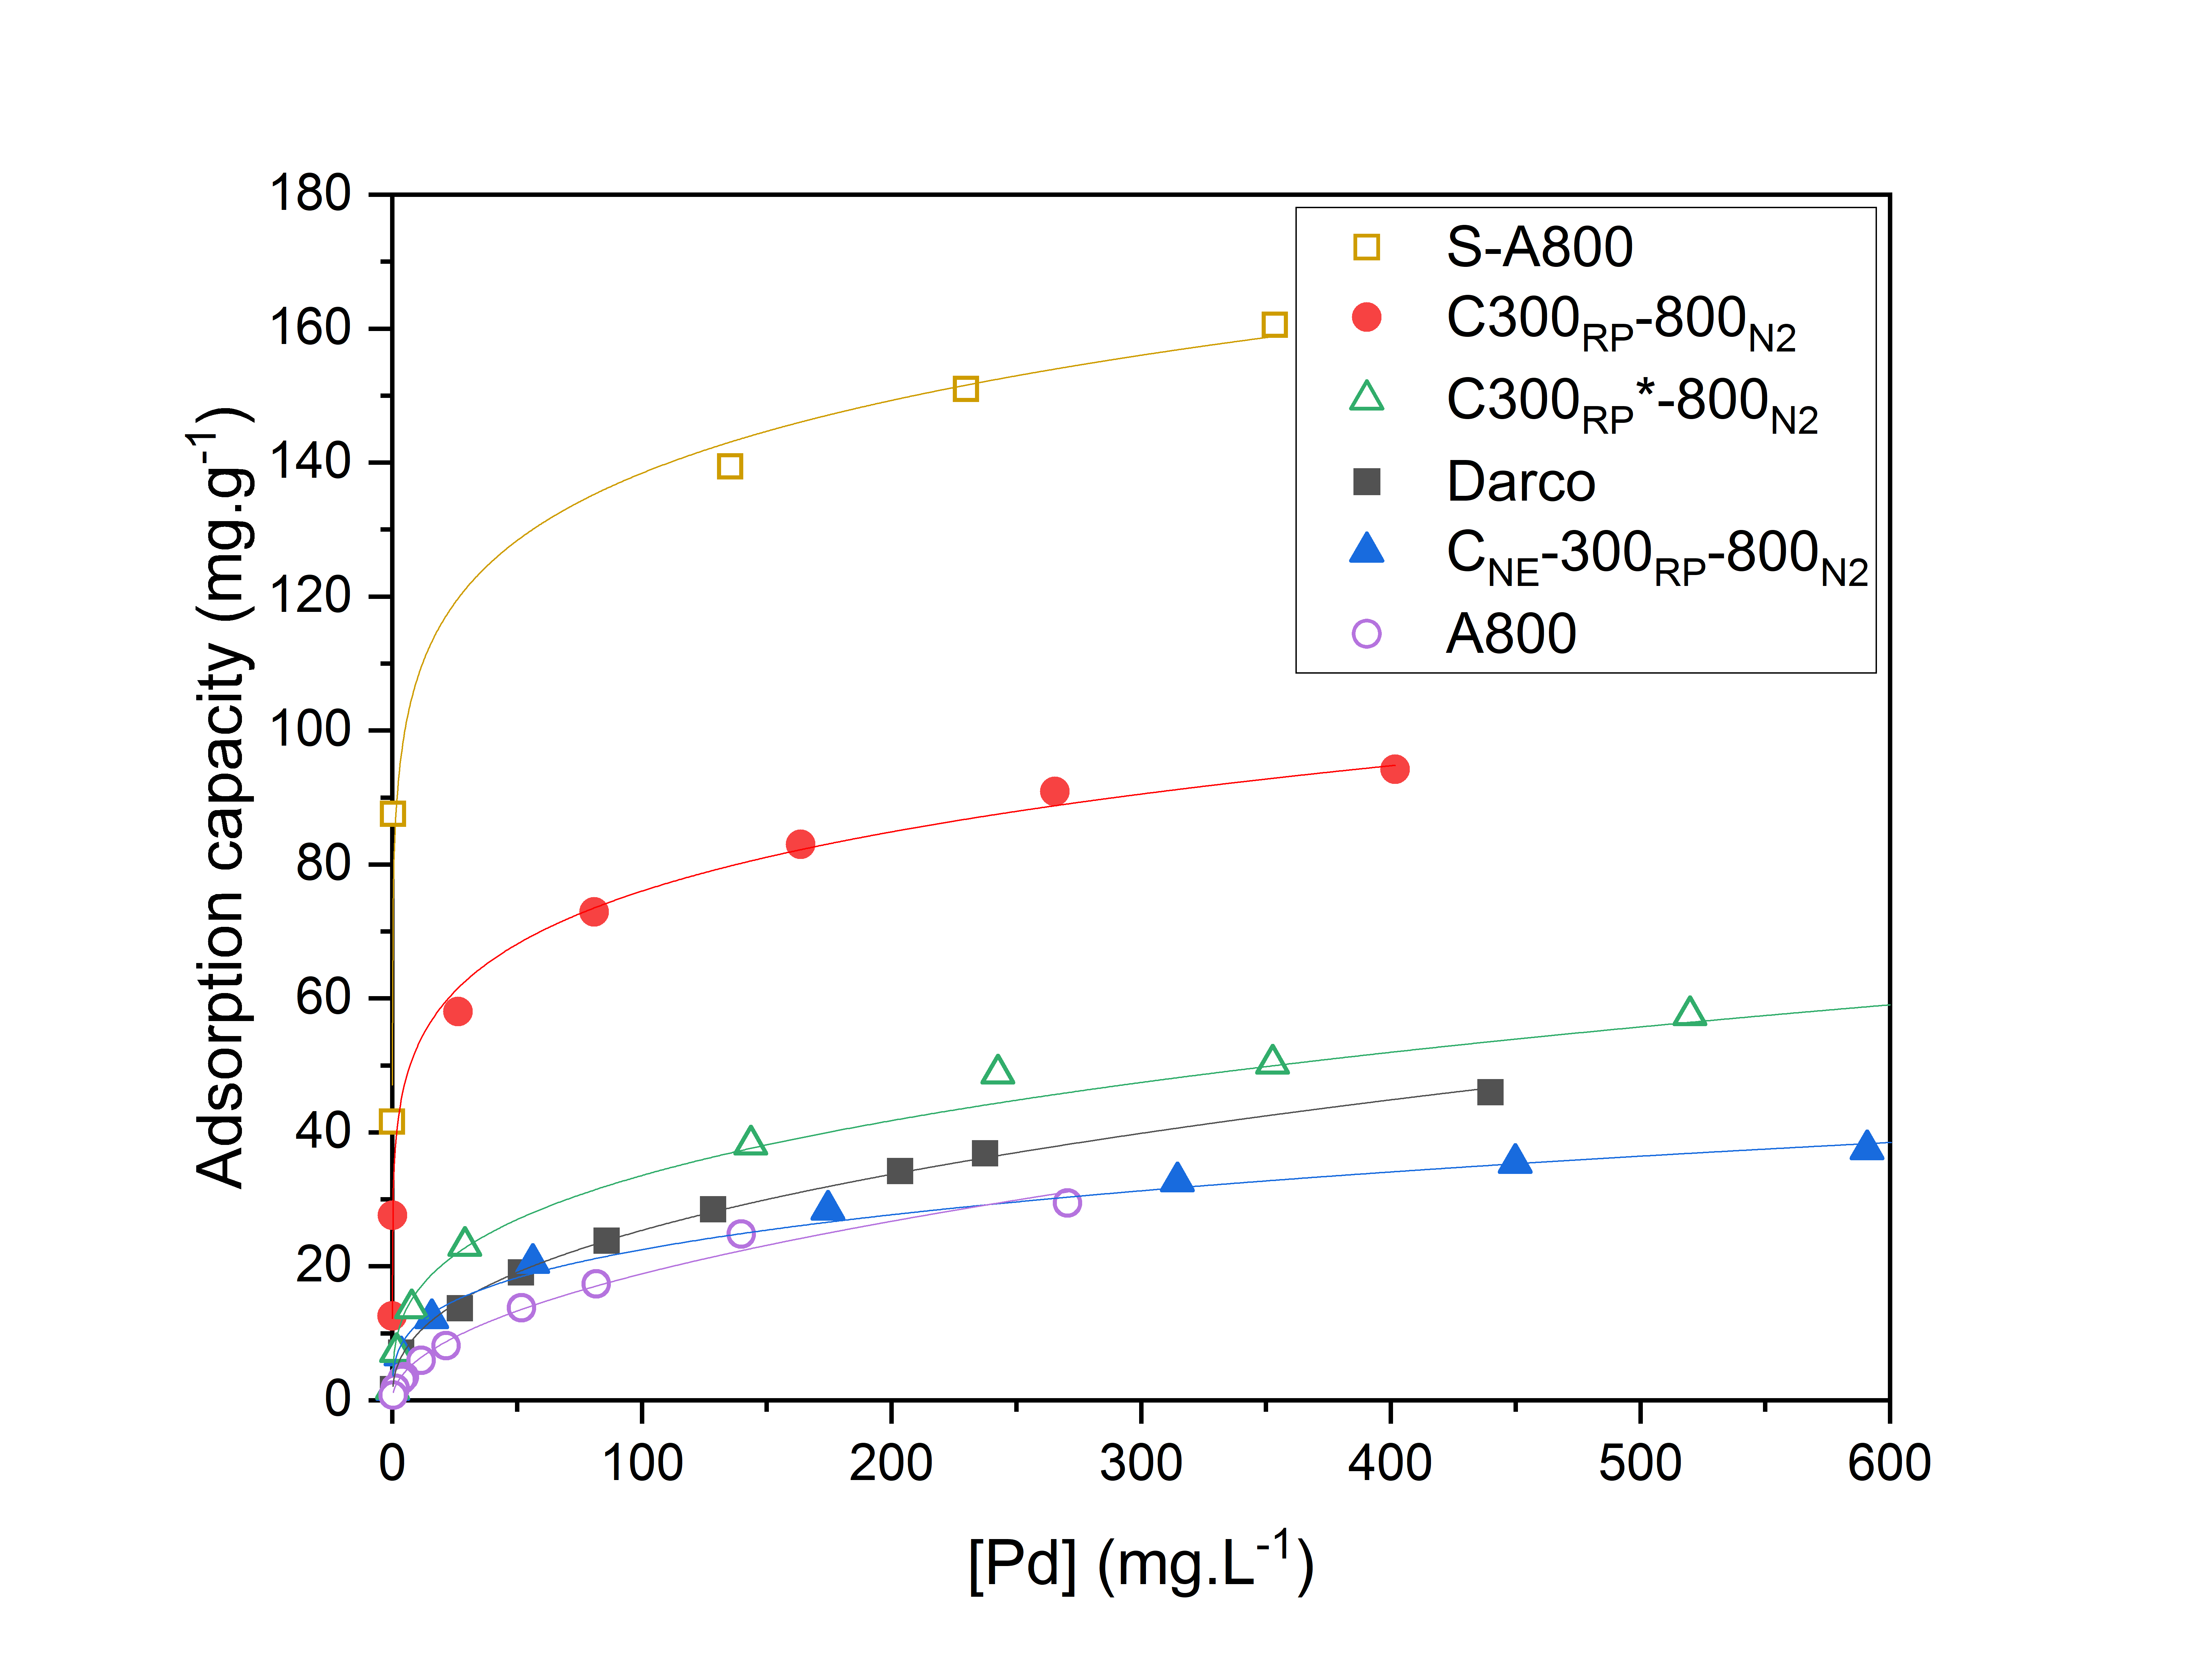 180
160
140
120
100
80
60
40
20
0
Adsorption capacity (mg.g-1)
S-A800
C300RP-800N2
C300RP*-800N2
Darco
CNE-300RP-800N2
A800
0 100 200 300 400 500 600
[Pd] (mg.L-1)